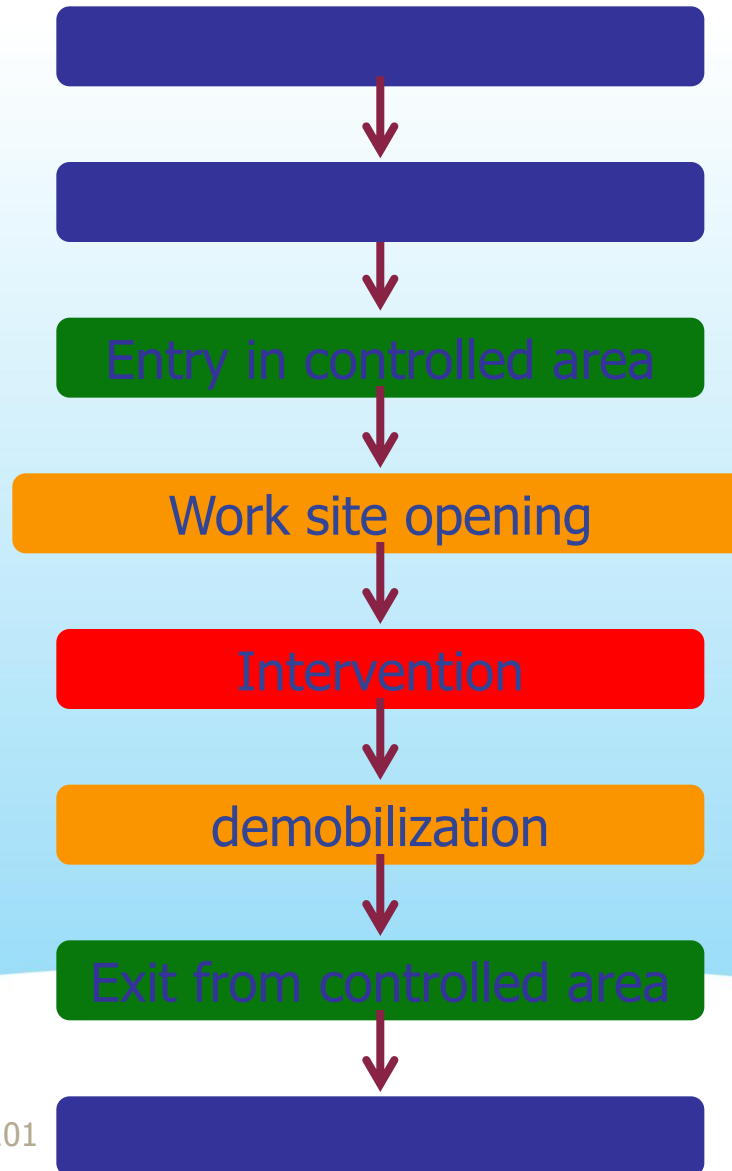 Entry in controlled area
Work site opening
Intervention
demobilization
Exit from controlled area
01